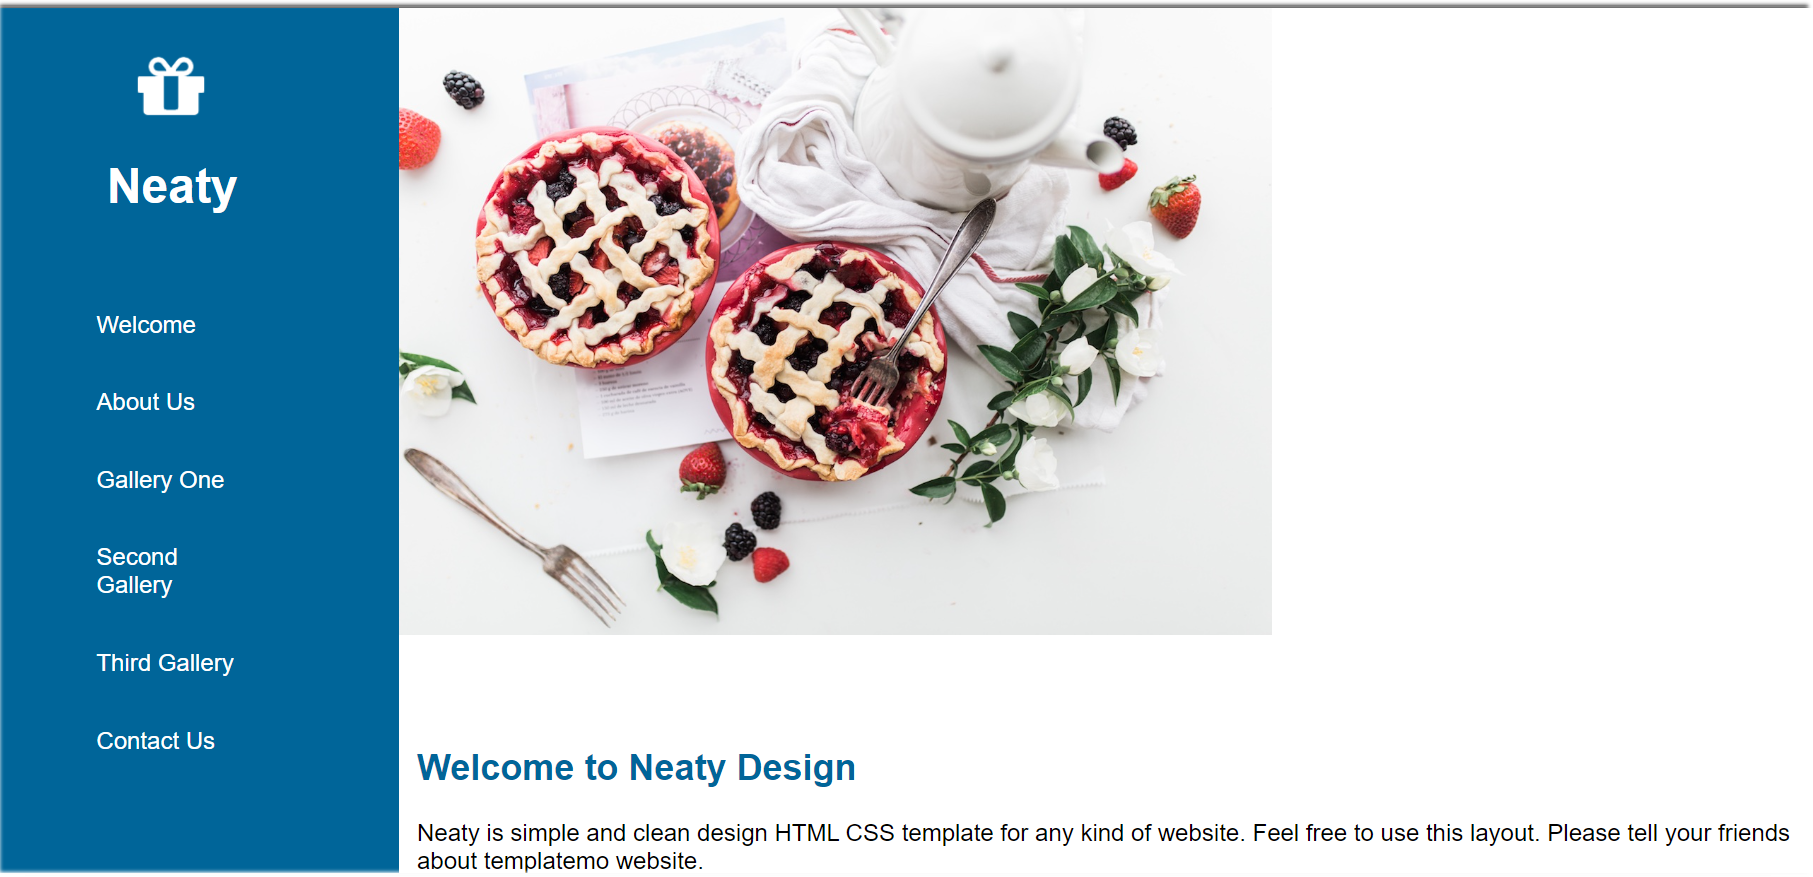 Neaty
Welcome
About Us
Gallery One
Second
Gallery
Third Gallery
Contact Us
Welcome to Neaty Design
Neaty is simple and clean design HTML CSS template for any kind of website. Feel free to use this layout. Please tell your friends
about templatemo website.